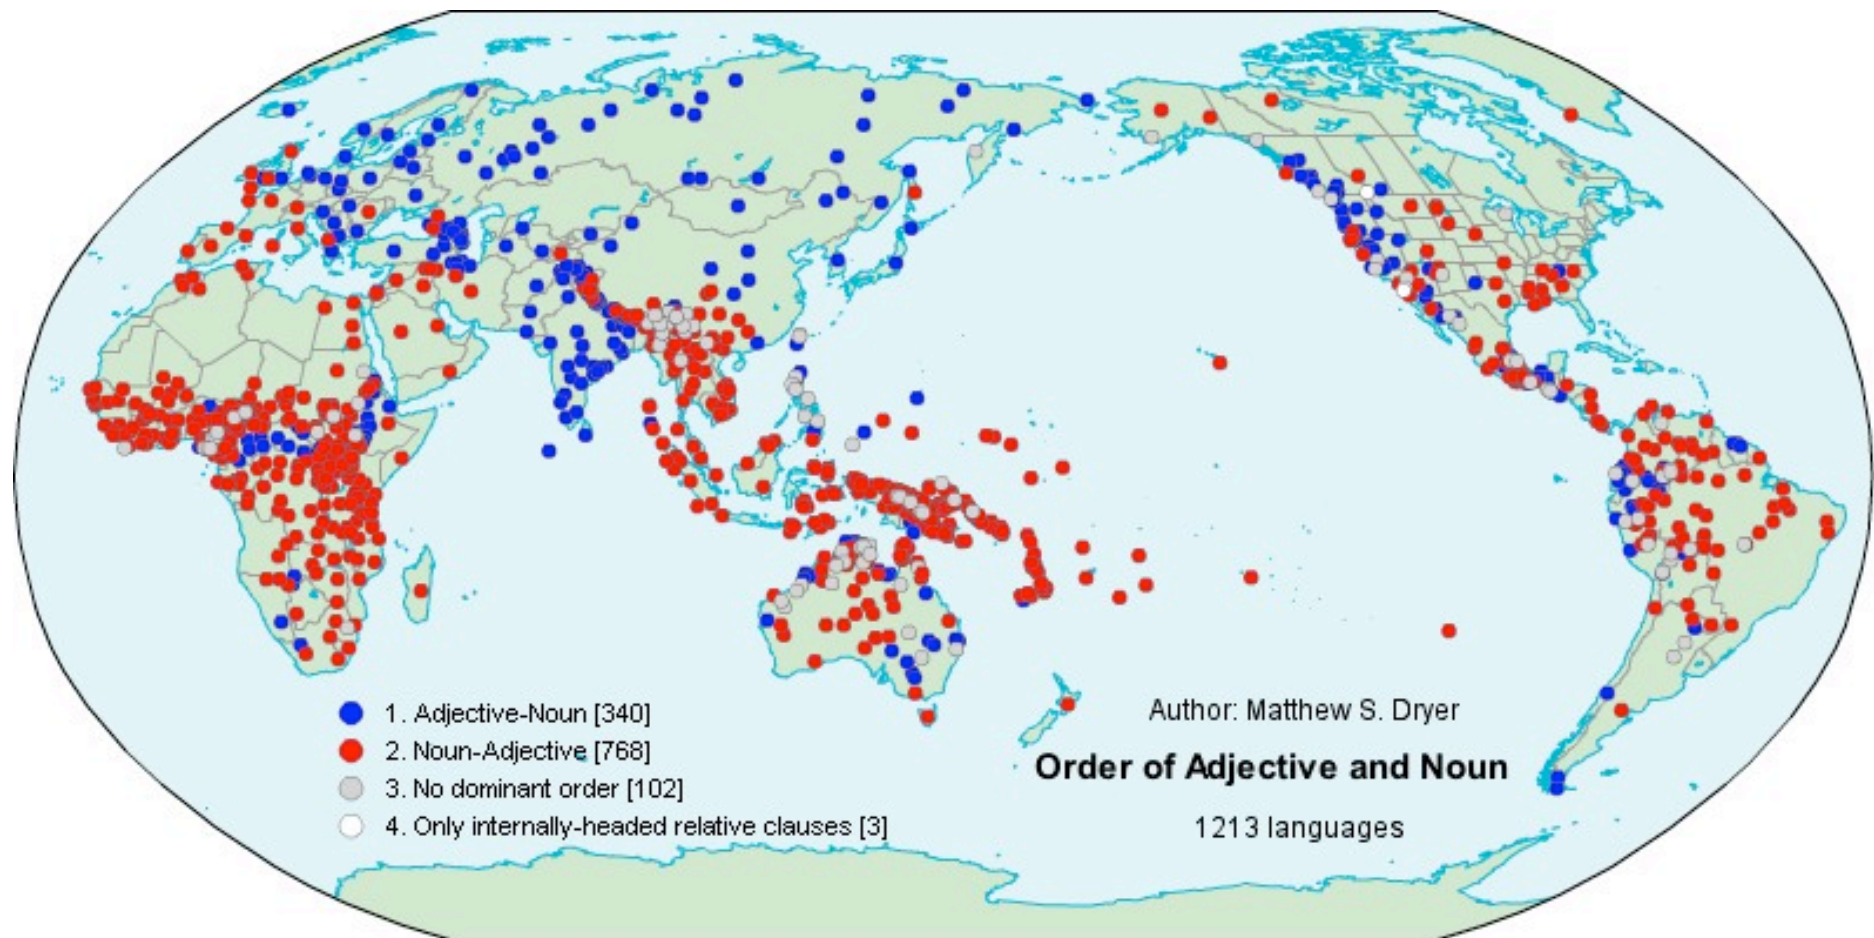 1. Adjective-Noun [340]
2. Noun-Adjective [768]
3. No dominant order [102]
4. Only internally-headed relative clauses [3]
Author: Matthew S. Dryer
Order of Adjective and Noun
1213 languages